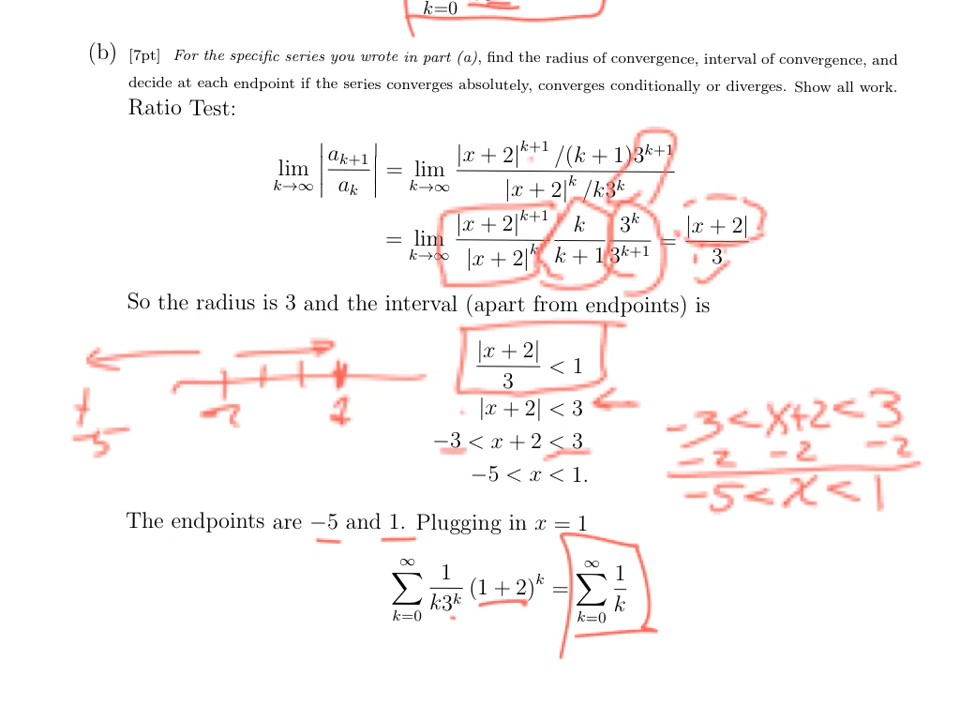 k=0
(b) [7pt] For the specific series you wrote in part (a), find the radius of convergence, interval of convergence, and
decide at each endpoint if the series converges absolutely, converges conditionally or diverges. Show all work.
Ratio Test:
lim_{k→∞} |a_{k+1}/a_k| = lim_{k→∞} (|x + 2|^{k+1} /(k + 1)3^{k+1}) / (|x + 2|^k /k3^k)
= lim_{k→∞} |x + 2|^{k+1}/|x + 2|^k k/(k + 1) 3^k/3^{k+1} = |x + 2|/3
So the radius is 3 and the interval (apart from endpoints) is
|x + 2|/3 < 1
|x + 2| < 3
−3 < x + 2 < 3
−5 < x < 1.
-5
-2
-3 < x+2 < 3
-2 -2 -2
-5 < x < 1
The endpoints are −5 and 1. Plugging in x = 1
∑_{k=0}^{∞} 1/(k3^k) (1 + 2)^k = ∑_{k=0}^{∞} 1/k